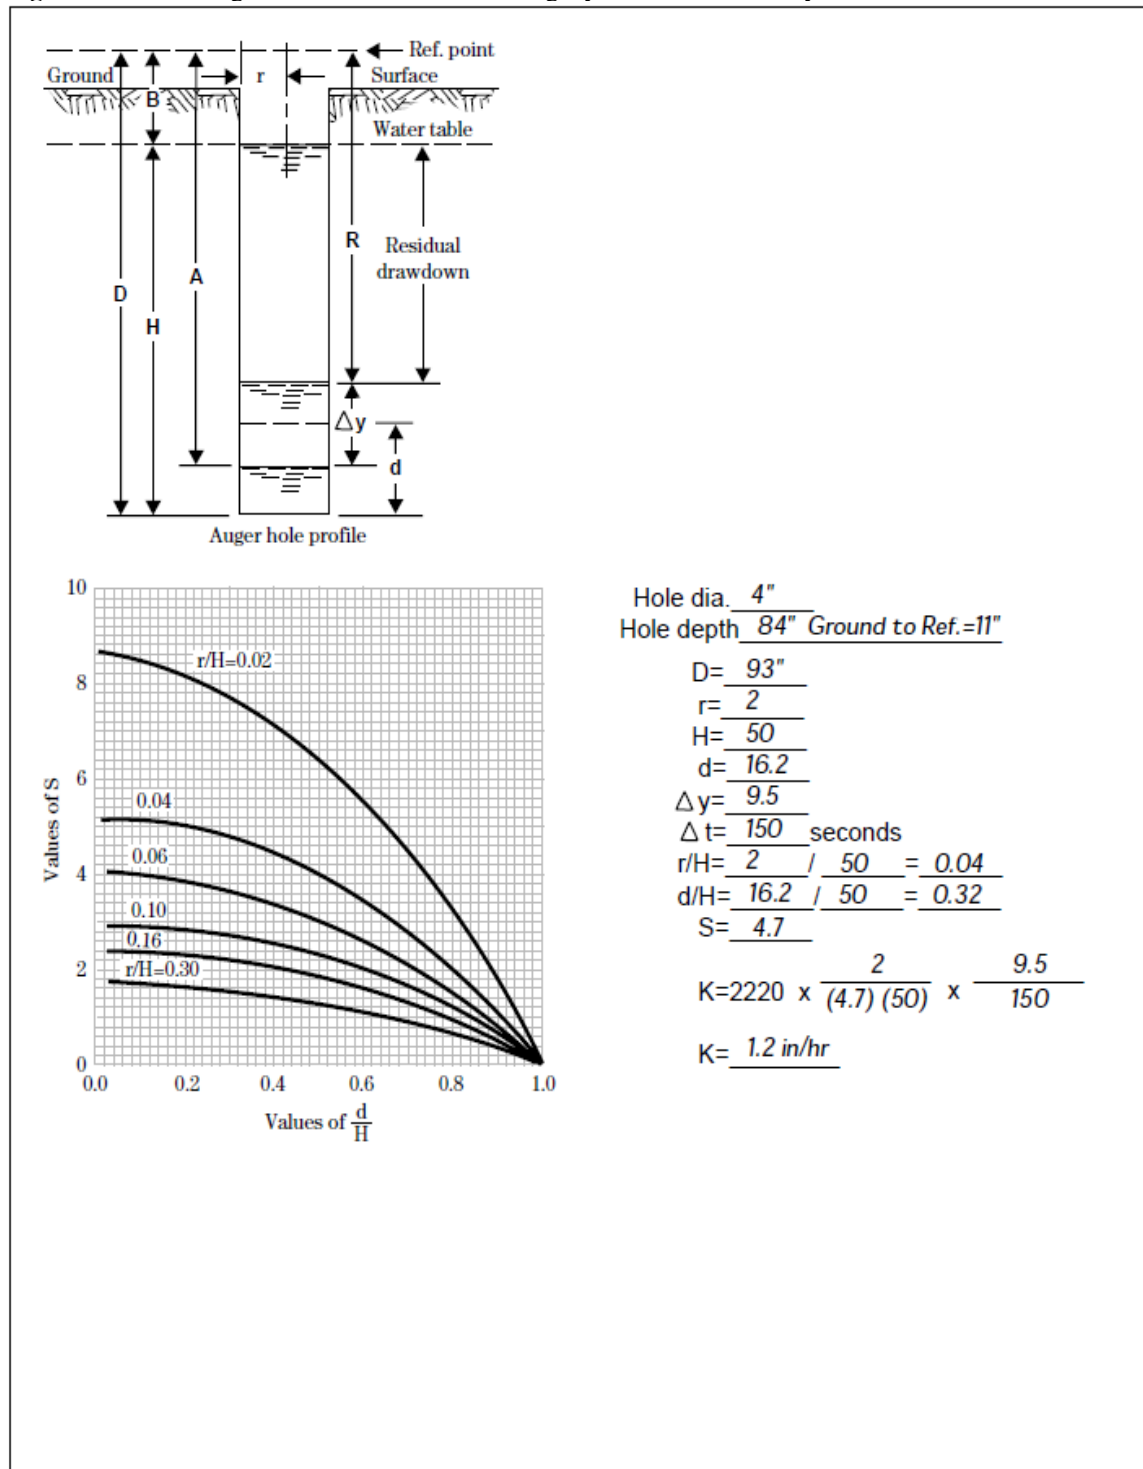 Ref. point
Ground
r
Surface
B
Water table
R
Residual
drawdown
A
D
H
Δy
d
Auger hole profile
10
8
6
4
2
0
Values of S
r/H=0.02
0.04
0.06
0.10
0.16
r/H=0.30
0.0 0.2 0.4 0.6 0.8 1.0
Values of d/H
Hole dia. 4"
Hole depth 84" Ground to Ref.=11"
D= 93"
r= 2
H= 50
d= 16.2
Δy= 9.5
Δt= 150 seconds
r/H= 2 / 50 = 0.04
d/H= 16.2 / 50 = 0.32
S= 4.7
K=2220 x 2/(4.7) (50) x 9.5/150
K= 1.2 in/hr